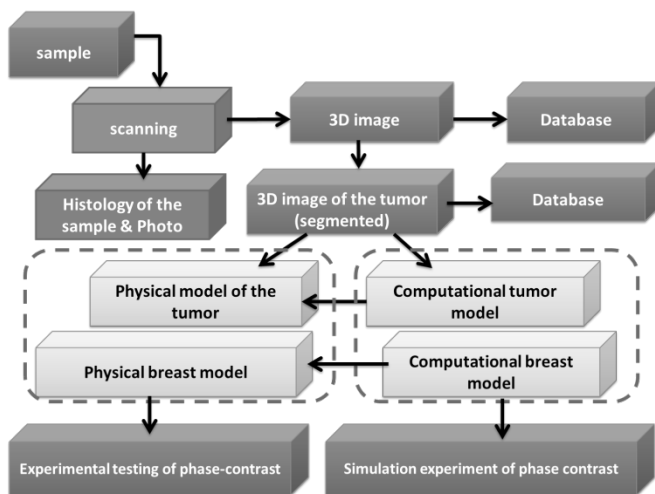 sample
scanning
3D image
Database
Histology of the
sample & Photo
3D image of the tumor
(segmented)
Database
Physical model of the
tumor
Computational tumor
model
Physical breast model
Computational breast
model
Experimental testing of phase-contrast
Simulation experiment of phase contrast